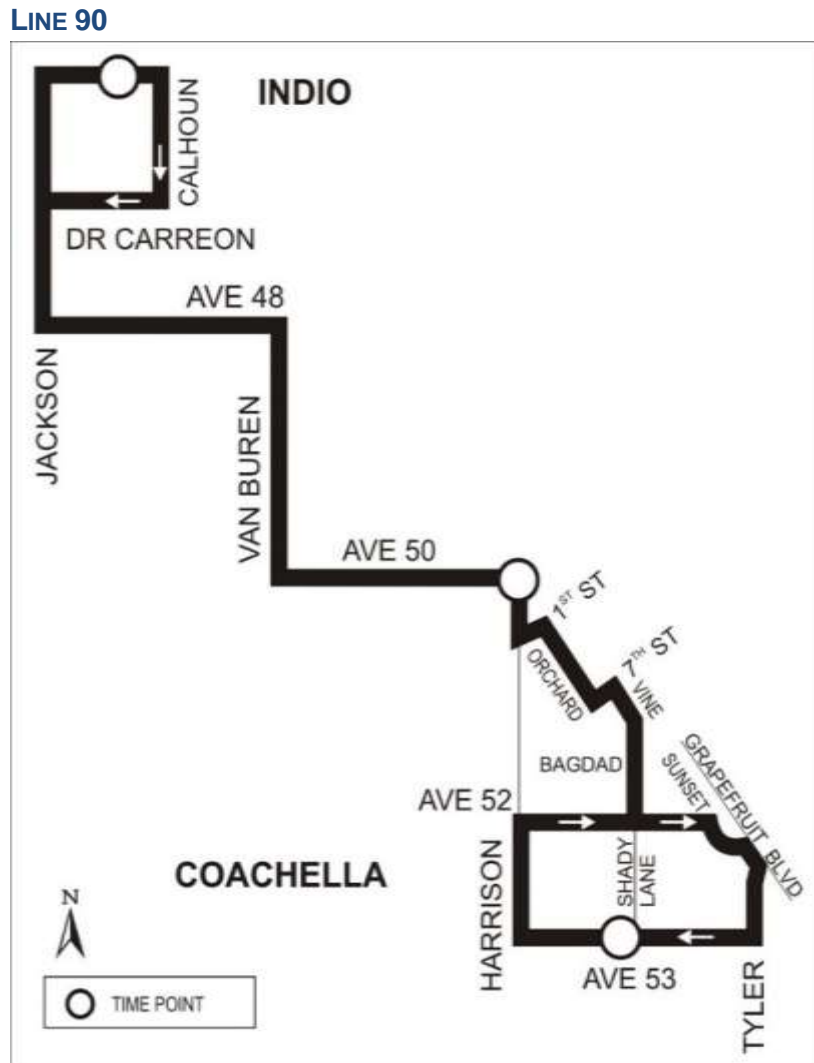 LINE 90
INDIO
CALHOUN
DR CARREON
AVE 48
JACKSON
VAN BUREN
AVE 50
1ST ST
ORCHARD
7TH ST
VINE
BAGDAD
SUNSET
GRAPEFRUIT BLVD
AVE 52
HARRISON
SHADY
LANE
COACHELLA
N
AVE 53
TYLER
TIME POINT